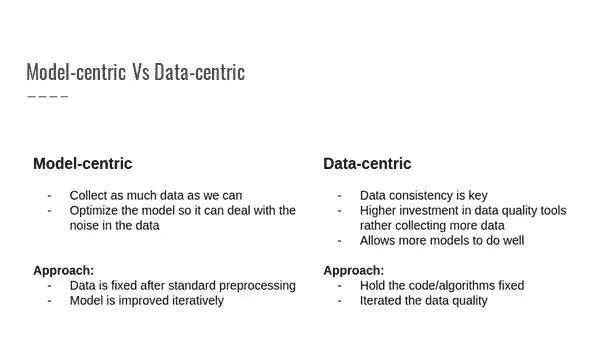 Model-centric Vs Data-centric
Model-centric
- Collect as much data as we can
- Optimize the model so it can deal with the
noise in the data
Approach:
- Data is fixed after standard preprocessing
- Model is improved iteratively
Data-centric
- Data consistency is key
- Higher investment in data quality tools
rather collecting more data
- Allows more models to do well
Approach:
- Hold the code/algorithms fixed
- Iterated the data quality